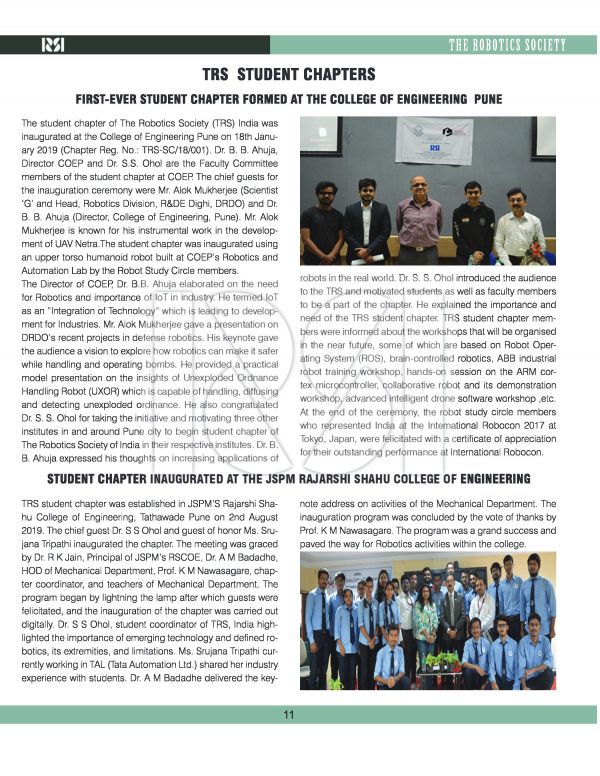 RSI
THE ROBOTICS SOCIETY
TRS STUDENT CHAPTERS
FIRST-EVER STUDENT CHAPTER FORMED AT THE COLLEGE OF ENGINEERING PUNE
The student chapter of The Robotics Society (TRS) India was
inaugurated at the College of Engineering Pune on 18th Janu-
ary 2019 (Chapter Reg. No.: TRS-SC/18/001). Dr. B. B. Ahuja,
Director COEP and Dr. S.S. Ohol are the Faculty Committee
members of the student chapter at COEP. The chief guests for
the inauguration ceremony were Mr. Alok Mukherjee (Scientist
'G' and Head, Robotics Division, R&DE Dighi, DRDO) and Dr.
B. B. Ahuja (Director, College of Engineering, Pune). Mr. Alok
Mukherjee is known for his instrumental work in the develop-
ment of UAV Netra.The student chapter was inaugurated using
an upper torso humanoid robot built at COEP's Robotics and
Automation Lab by the Robot Study Circle members.
The Director of COEP, Dr. B.B. Ahuja elaborated on the need
for Robotics and importance of IoT in industry. He termed IoT
as an "Integration of Technology" which is leading to develop-
ment for Industries. Mr. Alok Mukherjee gave a presentation on
DRDO's recent projects in defense robotics. His keynote gave
the audience a vision to explore how robotics can make it safer
while handling and operating bombs. He provided a practical
model presentation on the insights of Unexploded Ordinance
Handling Robot (UXOR) which is capable of handling, diffusing
and detecting unexploded ordinance. He also congratulated
Dr. S. S. Ohol for taking the initiative and motivating three other
institutes in and around Pune city to begin student chapter of
The Robotics Society of India in their respective institutes. Dr. B.
B. Ahuja expressed his thoughts on increasing applications of
robots in the real world. Dr. S. S. Ohol introduced the audience
to the TRS and motivated students as well as faculty members
to be a part of the chapter. He explained the importance and
need of the TRS student chapter. TRS student chapter mem-
bers were informed about the workshops that will be organised
in the near future, some of which are based on Robot Oper-
ating System (ROS), brain-controlled robotics, ABB industrial
robot training workshop, hands-on session on the ARM cor-
tex microcontroller, collaborative robot and its demonstration
workshop, advanced intelligent drone software workshop ,etc.
At the end of the ceremony, the robot study circle members
who represented India at the International Robocon 2017 at
Tokyo, Japan, were felicitated with a certificate of appreciation
for their outstanding performance at International Robocon.
STUDENT CHAPTER INAUGURATED AT THE JSPM RAJARSHI SHAHU COLLEGE OF ENGINEERING
TRS student chapter was established in JSPM'S Rajarshi Sha-
hu College of Engineering, Tathawade Pune on 2nd August
2019. The chief guest Dr. S S Ohol and guest of honor Ms. Sru-
jana Tripathi inaugurated the chapter. The meeting was graced
by Dr. R K Jain, Principal of JSPM's RSCOE, Dr. A M Badadhe,
HOD of Mechanical Department, Prof. K M Nawasagare, chap-
ter coordinator, and teachers of Mechanical Department. The
program began by lightning the lamp after which guests were
felicitated, and the inauguration of the chapter was carried out
digitally. Dr. S S Ohol, student coordinator of TRS, India high-
lighted the importance of emerging technology and defined ro-
botics, its extremities, and limitations. Ms. Srujana Tripathi cur-
rently working in TAL (Tata Automation Ltd.) shared her industry
experience with students. Dr. A M Badadhe delivered the key-
note address on activities of the Mechanical Department. The
inauguration program was concluded by the vote of thanks by
Prof. K M Nawasagare. The program was a grand success and
paved the way for Robotics activities within the college.
11